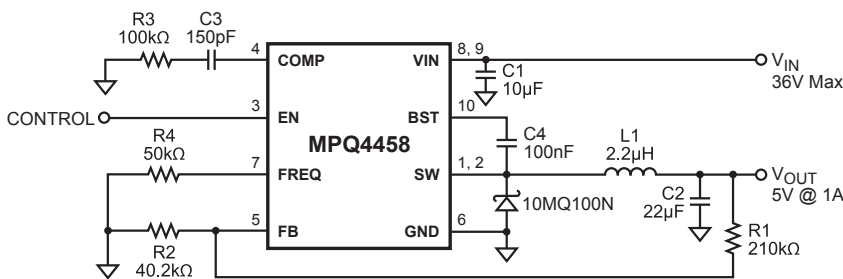 R3
100kΩ
C3
150pF
4
COMP
VIN
8, 9
VIN
36V Max
C1
10µF
CONTROL
3
EN
BST
10
MPQ4458
C4
100nF
R4
50kΩ
7
FREQ
SW
1, 2
L1
2.2µH
VOUT
5V @ 1A
10MQ100N
C2
22µF
R2
40.2kΩ
5
FB
GND
6
R1
210kΩ